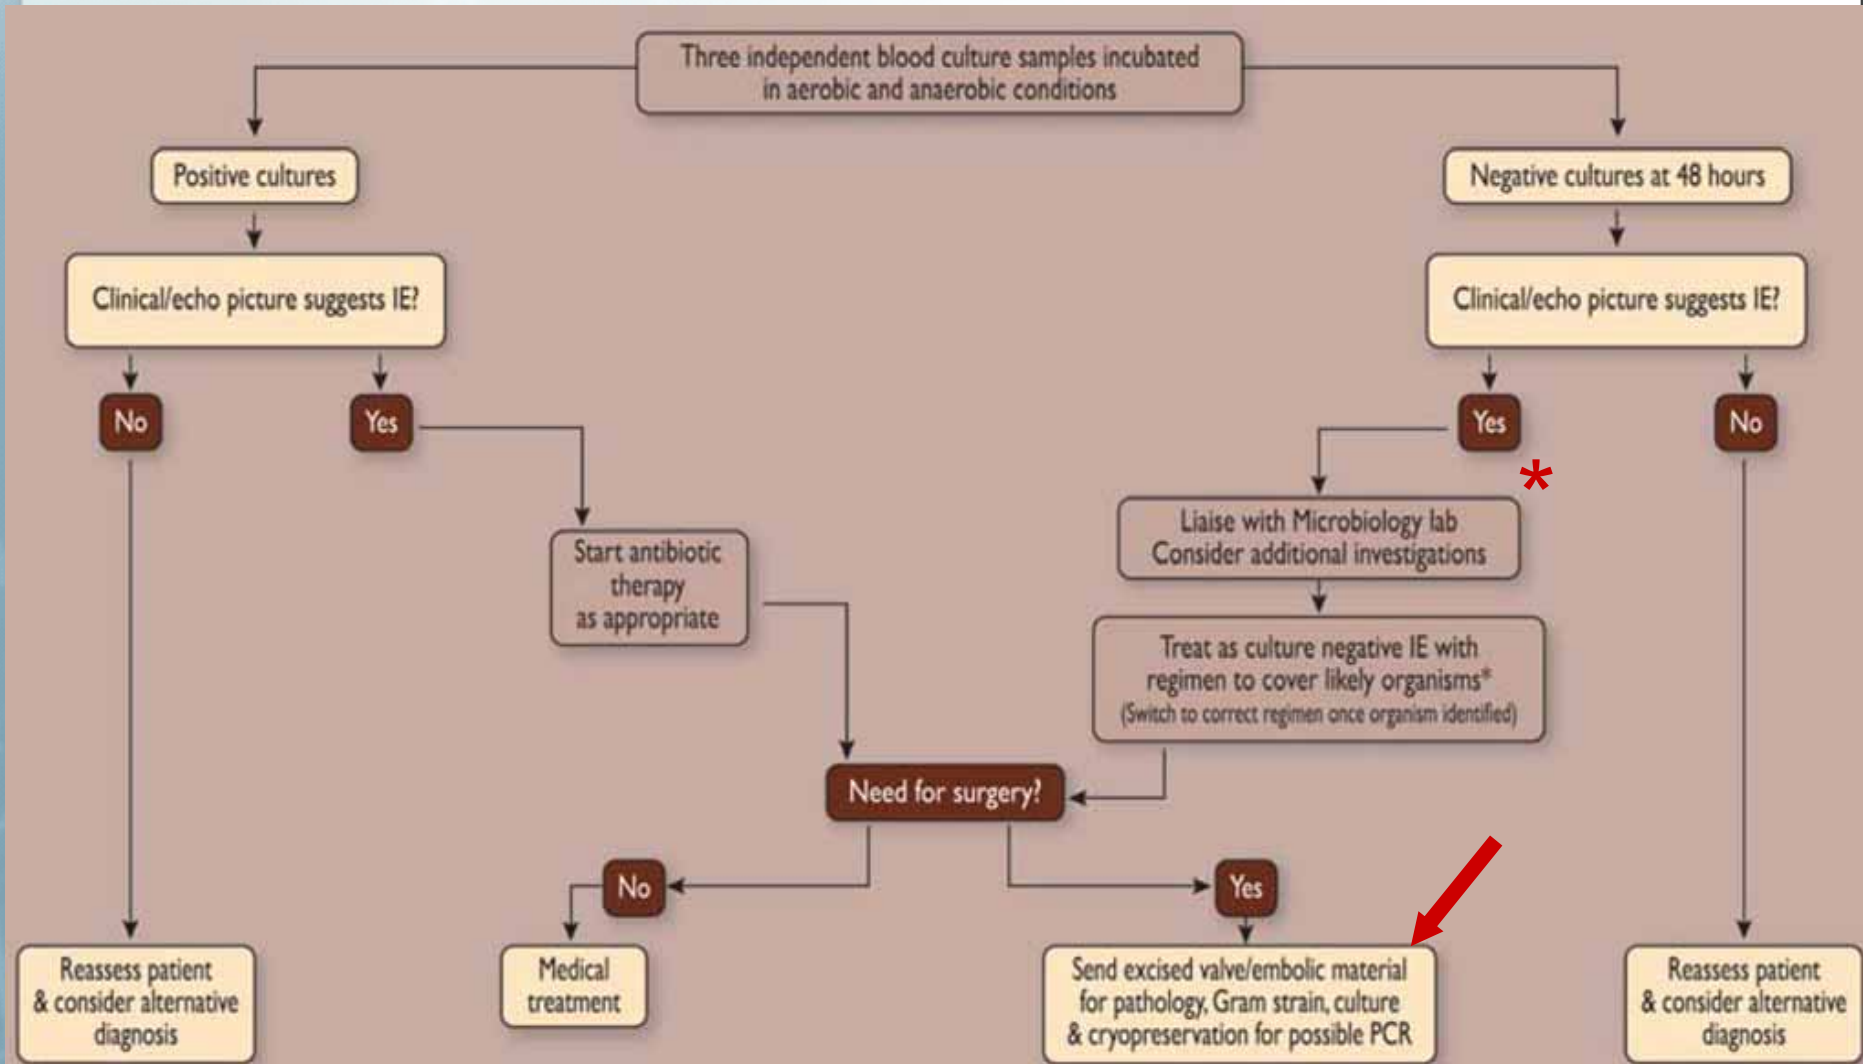 Three independent blood culture samples incubated
in aerobic and anaerobic conditions
Positive cultures
Negative cultures at 48 hours
Clinical/echo picture suggests IE?
Clinical/echo picture suggests IE?
No
Yes
Yes
No
*
Liaise with Microbiology lab
Consider additional investigations
Start antibiotic
therapy
as appropriate
Treat as culture negative IE with
regimen to cover likely organisms*
(Switch to correct regimen once organism identified)
Need for surgery?
No
Yes
Reassess patient
& consider alternative
diagnosis
Medical
treatment
Send excised valve/embolic material
for pathology, Gram strain, culture
& cryopreservation for possible PCR
Reassess patient
& consider alternative
diagnosis